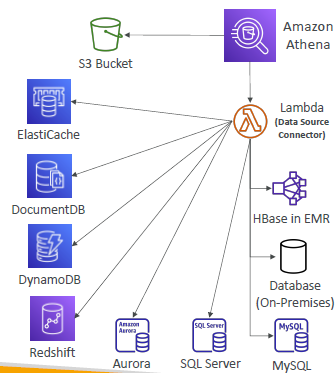 Amazon
Athena
S3 Bucket
Lambda
(Data Source
Connector)
ElastiCache
DocumentDB
HBase in EMR
DynamoDB
Database
(On-Premises)
Amazon
Aurora
SQL Server
MySQL
Redshift
Aurora
SQL Server
MySQL